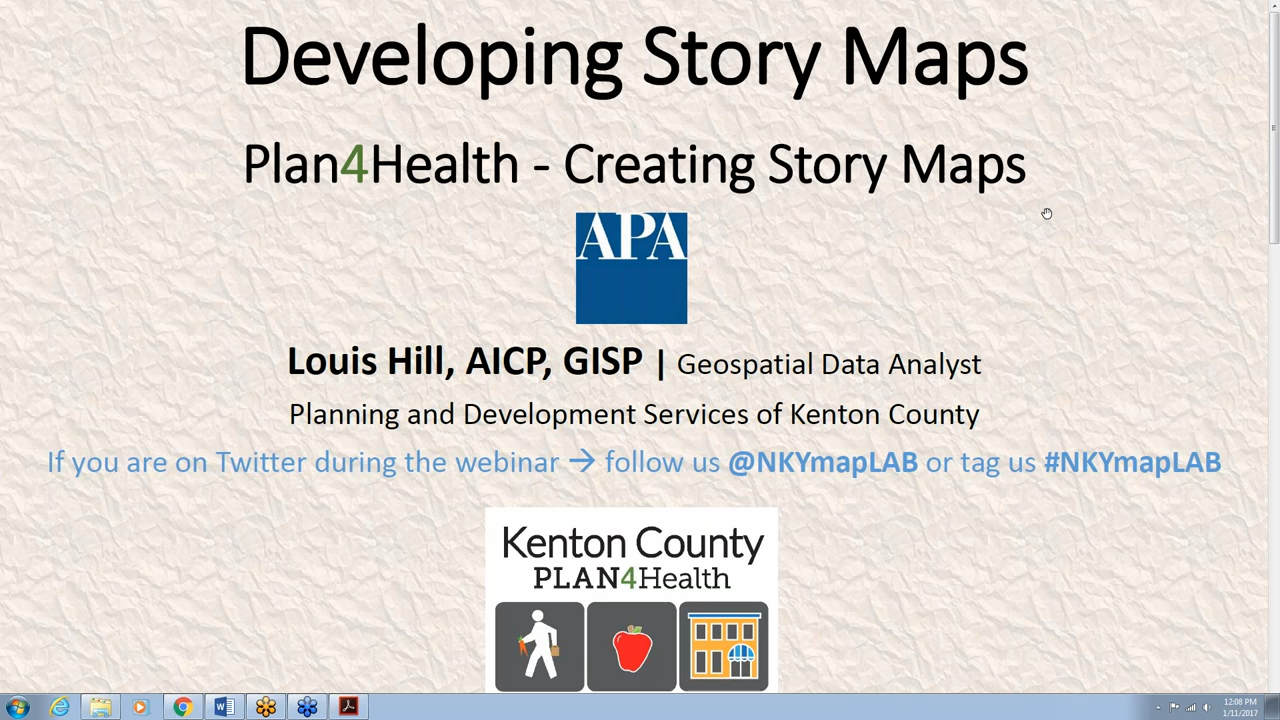 Developing Story Maps
Plan4Health - Creating Story Maps
APA
Louis Hill, AICP, GISP | Geospatial Data Analyst
Planning and Development Services of Kenton County
If you are on Twitter during the webinar → follow us @NKYmapLAB or tag us #NKYmapLAB
Kenton County
PLAN4Health
12:08 PM
1/11/2017